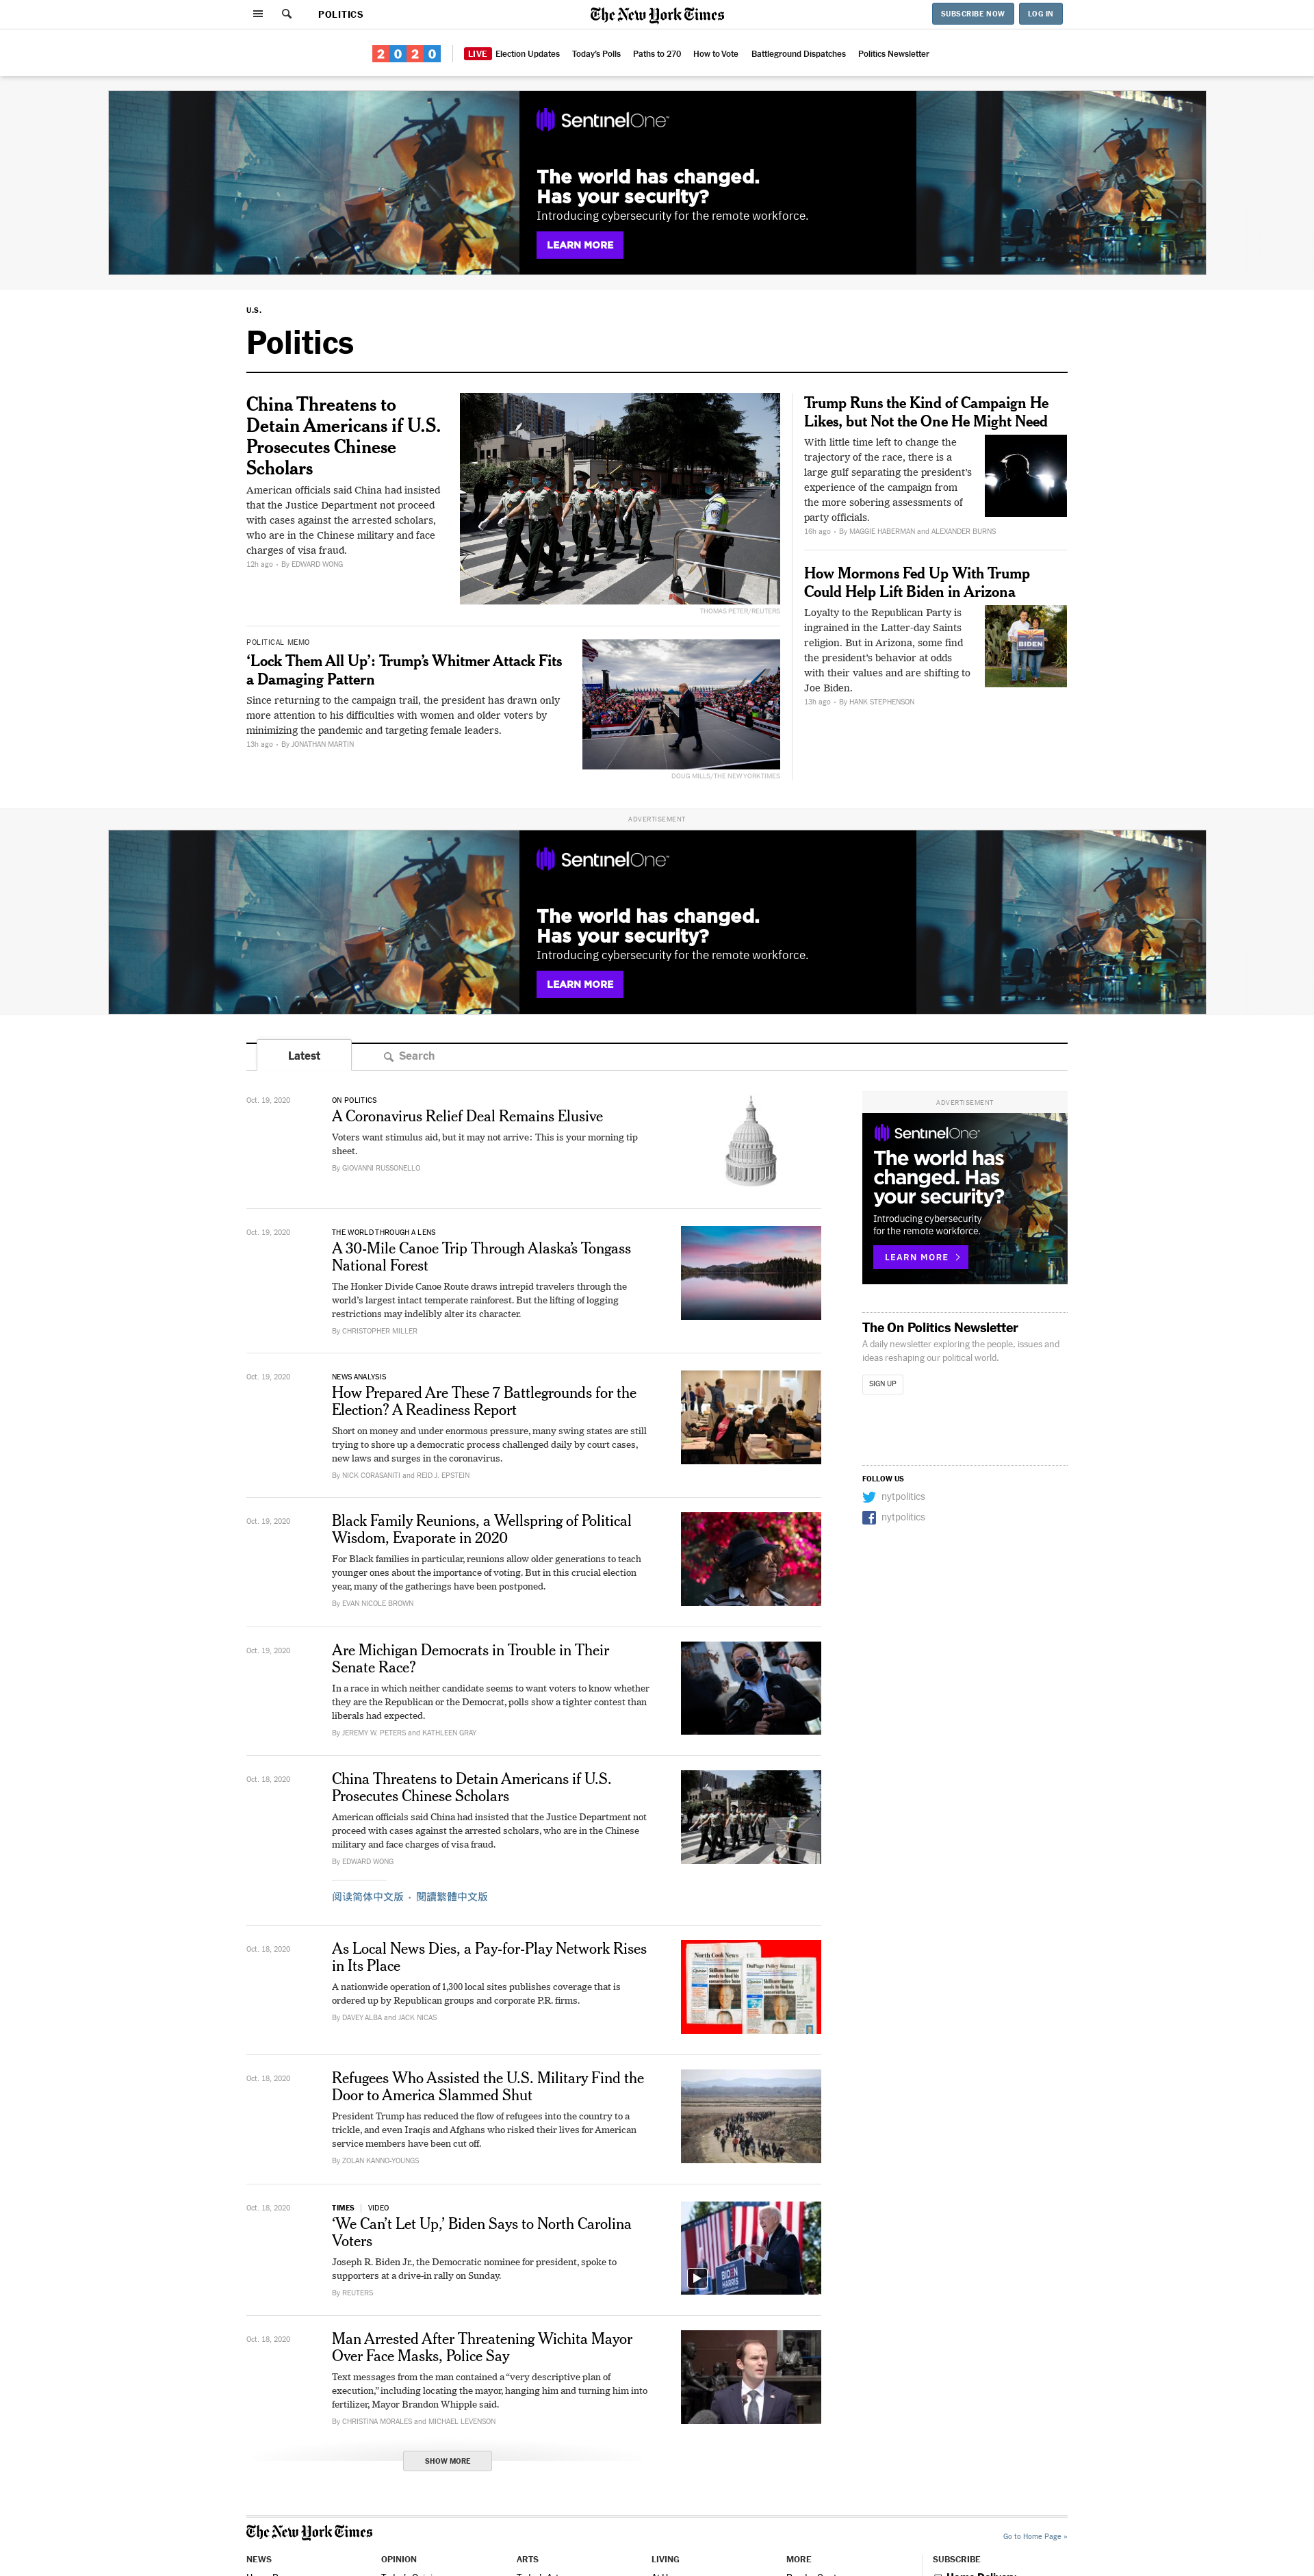 POLITICS
The New York Times
SUBSCRIBE NOW
LOG IN
2020
LIVE Election Updates
Today's Polls
Paths to 270
How to Vote
Battleground Dispatches
Politics Newsletter
SentinelOne™
The world has changed.
Has your security?
Introducing cybersecurity for the remote workforce.
LEARN MORE
U.S.
Politics
China Threatens to
Detain Americans if U.S.
Prosecutes Chinese
Scholars
American officials said China had insisted
that the Justice Department not proceed
with cases against the arrested scholars,
who are in the Chinese military and face
charges of visa fraud.
12h ago • By EDWARD WONG
THOMAS PETER/REUTERS
POLITICAL MEMO
‘Lock Them All Up’: Trump’s Whitmer Attack Fits
a Damaging Pattern
Since returning to the campaign trail, the president has drawn only
more attention to his difficulties with women and older voters by
minimizing the pandemic and targeting female leaders.
13h ago • By JONATHAN MARTIN
DOUG MILLS/THE NEW YORK TIMES
Trump Runs the Kind of Campaign He
Likes, but Not the One He Might Need
With little time left to change the
trajectory of the race, there is a
large gulf separating the president’s
experience of the campaign from
the more sobering assessments of
party officials.
16h ago • By MAGGIE HABERMAN and ALEXANDER BURNS
How Mormons Fed Up With Trump
Could Help Lift Biden in Arizona
Loyalty to the Republican Party is
ingrained in the Latter-day Saints
religion. But in Arizona, some find
the president’s behavior at odds
with their values and are shifting to
Joe Biden.
13h ago • By HANK STEPHENSON
BIDEN
ADVERTISEMENT
SentinelOne™
The world has changed.
Has your security?
Introducing cybersecurity for the remote workforce.
LEARN MORE
Latest
Search
Oct. 19, 2020
ON POLITICS
A Coronavirus Relief Deal Remains Elusive
Voters want stimulus aid, but it may not arrive: This is your morning tip
sheet.
By GIOVANNI RUSSONELLO
Oct. 19, 2020
THE WORLD THROUGH A LENS
A 30-Mile Canoe Trip Through Alaska’s Tongass
National Forest
The Honker Divide Canoe Route draws intrepid travelers through the
world’s largest intact temperate rainforest. But the lifting of logging
restrictions may indelibly alter its character.
By CHRISTOPHER MILLER
Oct. 19, 2020
NEWS ANALYSIS
How Prepared Are These 7 Battlegrounds for the
Election? A Readiness Report
Short on money and under enormous pressure, many swing states are still
trying to shore up a democratic process challenged daily by court cases,
new laws and surges in the coronavirus.
By NICK CORASANITI and REID J. EPSTEIN
Oct. 19, 2020
Black Family Reunions, a Wellspring of Political
Wisdom, Evaporate in 2020
For Black families in particular, reunions allow older generations to teach
younger ones about the importance of voting. But in this crucial election
year, many of the gatherings have been postponed.
By EVAN NICOLE BROWN
Oct. 19, 2020
Are Michigan Democrats in Trouble in Their
Senate Race?
In a race in which neither candidate seems to want voters to know whether
they are the Republican or the Democrat, polls show a tighter contest than
liberals had expected.
By JEREMY W. PETERS and KATHLEEN GRAY
Oct. 18, 2020
China Threatens to Detain Americans if U.S.
Prosecutes Chinese Scholars
American officials said China had insisted that the Justice Department not
proceed with cases against the arrested scholars, who are in the Chinese
military and face charges of visa fraud.
By EDWARD WONG
阅读简体中文版 • 閱讀繁體中文版
Oct. 18, 2020
As Local News Dies, a Pay-for-Play Network Rises
in Its Place
A nationwide operation of 1,300 local sites publishes coverage that is
ordered up by Republican groups and corporate P.R. firms.
By DAVEY ALBA and JACK NICAS
North Cook News
DuPage Policy Journal
Oct. 18, 2020
Refugees Who Assisted the U.S. Military Find the
Door to America Slammed Shut
President Trump has reduced the flow of refugees into the country to a
trickle, and even Iraqis and Afghans who risked their lives for American
service members have been cut off.
By ZOLAN KANNO-YOUNGS
Oct. 18, 2020
TIMES | VIDEO
‘We Can’t Let Up,’ Biden Says to North Carolina
Voters
Joseph R. Biden Jr., the Democratic nominee for president, spoke to
supporters at a drive-in rally on Sunday.
By REUTERS
BIDEN
HARRIS
Oct. 18, 2020
Man Arrested After Threatening Wichita Mayor
Over Face Masks, Police Say
Text messages from the man contained a “very descriptive plan of
execution,” including locating the mayor, hanging him and turning him into
fertilizer, Mayor Brandon Whipple said.
By CHRISTINA MORALES and MICHAEL LEVENSON
SHOW MORE
ADVERTISEMENT
SentinelOne™
The world has
changed. Has
your security?
Introducing cybersecurity
for the remote workforce.
LEARN MORE
The On Politics Newsletter
A daily newsletter exploring the people, issues and
ideas reshaping our political world.
SIGN UP
FOLLOW US
nytpolitics
nytpolitics
The New York Times
Go to Home Page »
NEWS
OPINION
ARTS
LIVING
MORE
SUBSCRIBE